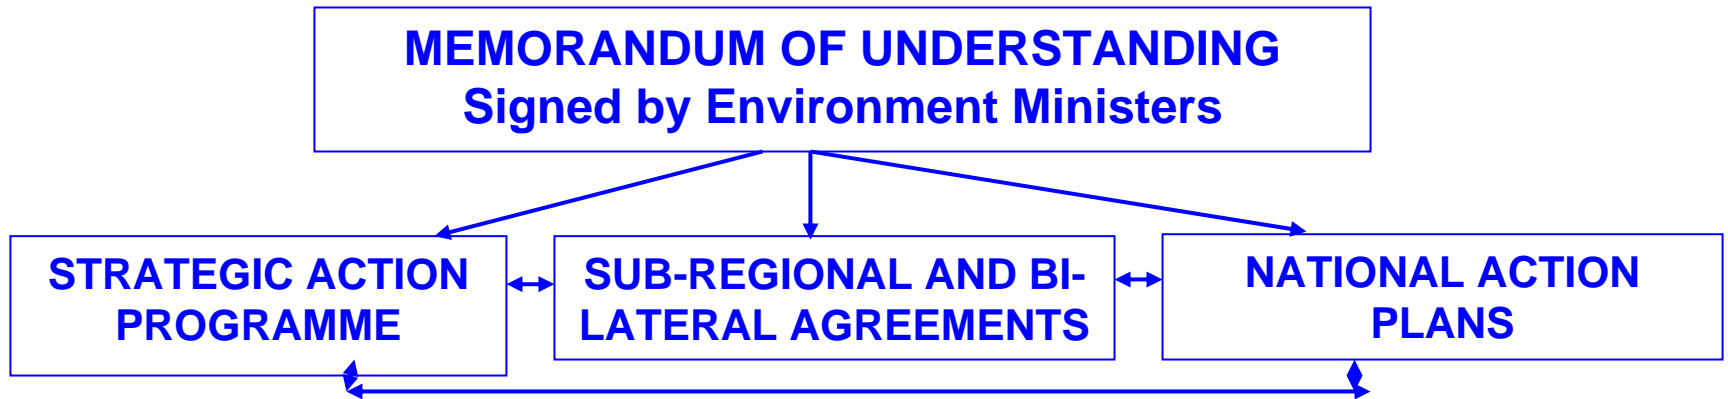 MEMORANDUM OF UNDERSTANDING
Signed by Environment Ministers
STRATEGIC ACTION
PROGRAMME
SUB-REGIONAL AND BI-
LATERAL AGREEMENTS
NATIONAL ACTION
PLANS